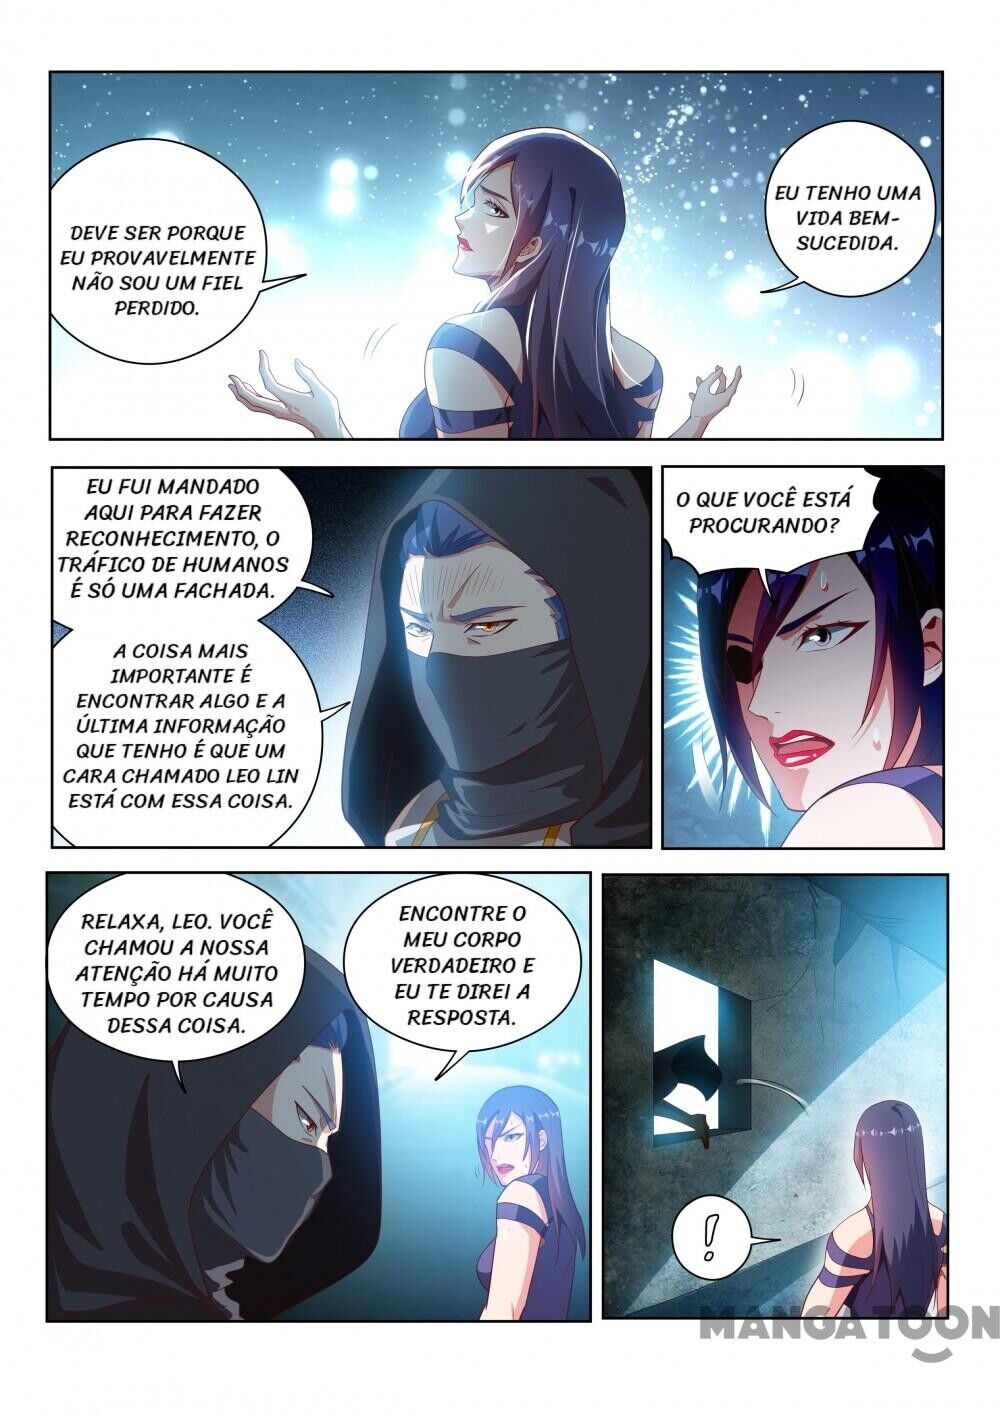 DEVE SER PORQUE
EU PROVAVELMENTE
NÃO SOU UM FIEL
PERDIDO.
EU TENHO UMA
VIDA BEM-
SUCEDIDA.
EU FUI MANDADO
AQUI PARA FAZER
RECONHECIMENTO, O
TRÁFICO DE HUMANOS
É SÓ UMA FACHADA.
A COISA MAIS
IMPORTANTE É
ENCONTRAR ALGO E A
ÚLTIMA INFORMAÇÃO
QUE TENHO É QUE UM
CARA CHAMADO LEO LIN
ESTÁ COM ESSA COISA.
O QUE VOCÊ ESTÁ
PROCURANDO?
RELAXA, LEO. VOCÊ
CHAMOU A NOSSA
ATENÇÃO HÁ MUITO
TEMPO POR CAUSA
DESSA COISA.
ENCONTRE O
MEU CORPO
VERDADEIRO E
EU TE DIREI A
RESPOSTA.
!
MANGATOON